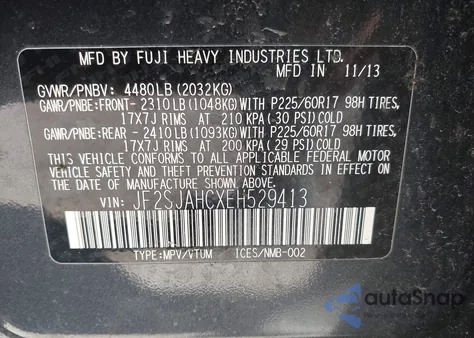 MFD BY FUJI HEAVY INDUSTRIES LTD.
MFD IN 11/13
GVWR/PNBV: 4480LB (2032KG)
GAWR/PNBE: FRONT- 2310LB (1048KG) WITH P225/60R17 98H TIRES,
17X7J RIMS AT 210 KPA (30 PSI) COLD
GAWR/PNBE: REAR - 2410LB (1093KG) WITH P225/60R17 98H TIRES,
17X7J RIMS AT 200 KPA (29 PSI) COLD
THIS VEHICLE CONFORMS TO ALL APPLICABLE FEDERAL MOTOR
VEHICLE SAFETY, BUMPER AND THEFT PREVENTION STANDARDS IN
EFFECT ON THE DATE OF MANUFACTURE SHOWN ABOVE.
VIN: JF2SJAHCXEH529413
TYPE:MPV/VTUM ICES/NMB-002
autoSnap